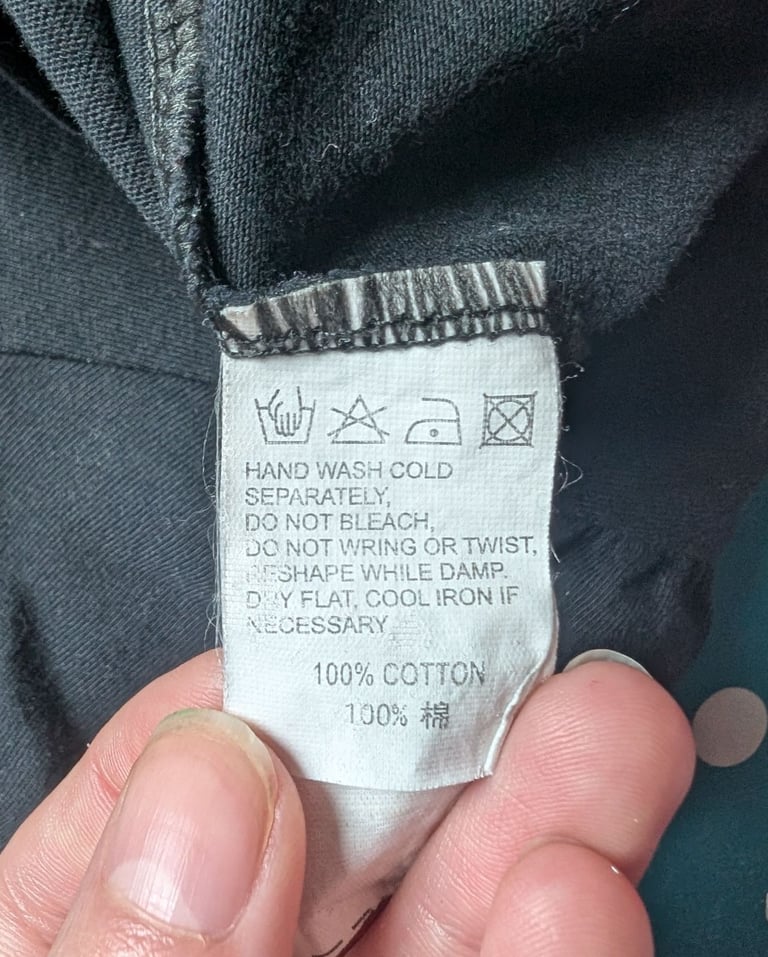 HAND WASH COLD
SEPARATELY,
DO NOT BLEACH,
DO NOT WRING OR TWIST,
RESHAPE WHILE DAMP.
DRY FLAT, COOL IRON IF
NECESSARY
100% COTTON
100% 棉